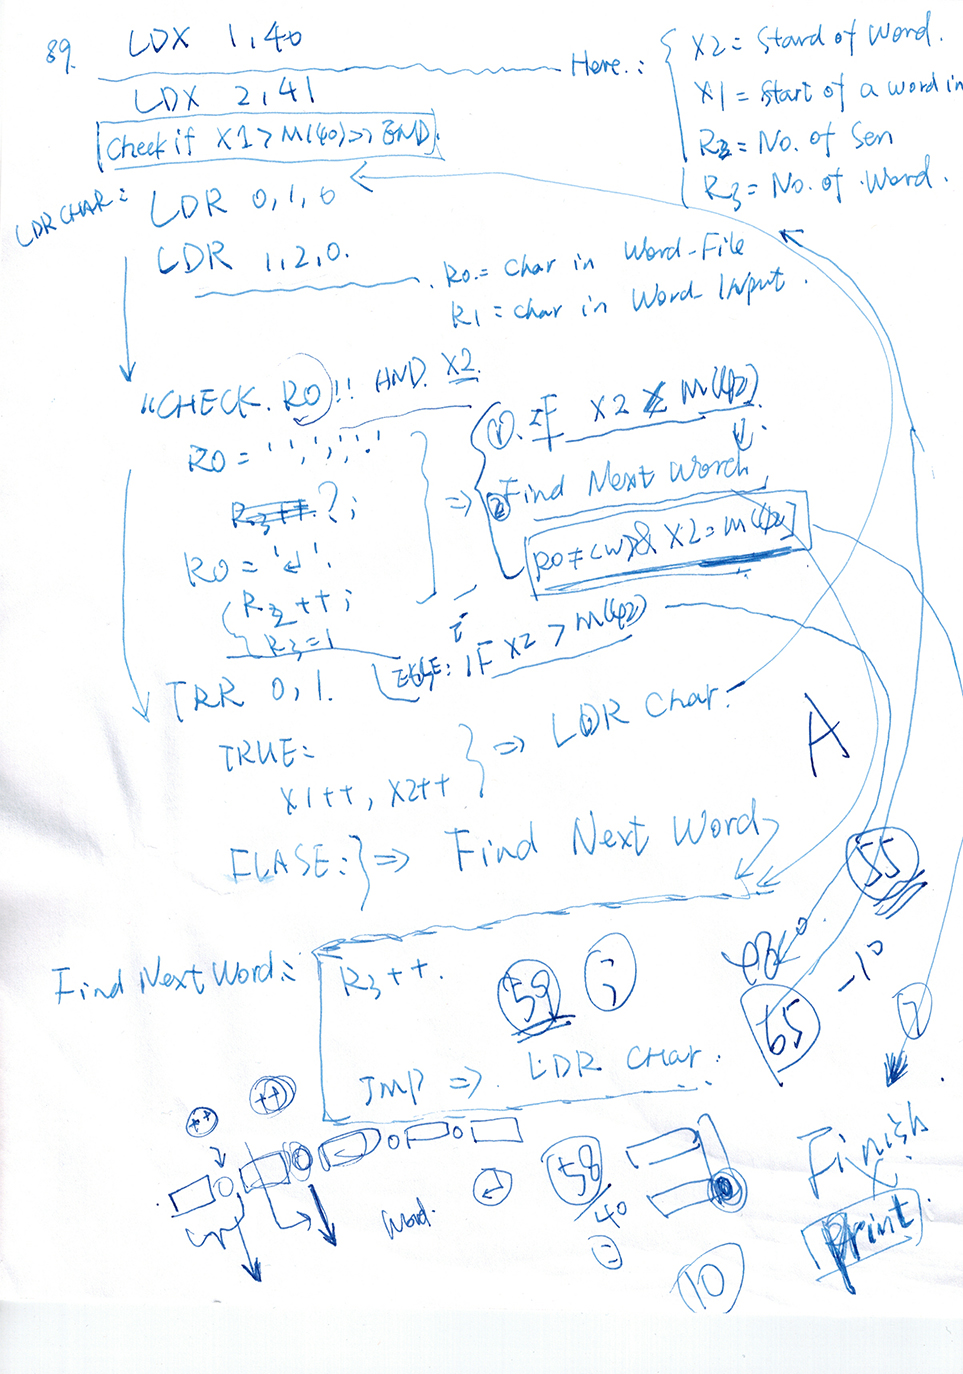 89.
LDX 1,40
LDX 2,41
Check if X1 > M(40) => END.
Here: X2 = Stard of Word.
X1 = Start of a word in
R2 = No. of Sen
R3 = No. of Word.
LDR CHAR: LDR 0,1,0
LDR 1,2,0.
R0 = Char in Word-File
R1 = Char in Word-Input.
"CHECK. R0!! AND. X2.
R0 = ' ', ', ; .'
?;
R0 = '↵'.
R2 ++;
R3 = 1
①. IF X2 M(42)
② Find Next Word
R0 ≠ (W) & X2 = M(42)
ELSE: IF X2 > M(42)
TRR 0,1.
TRUE:
X1++, X2++ => LDR Char.
FLASE: => Find Next Word
A
55
Find Next Word: R3 ++.
59 ;
JMP => LDR CHar.
65
-10
7
++
++
word.
58
40
=
10
Finish
print